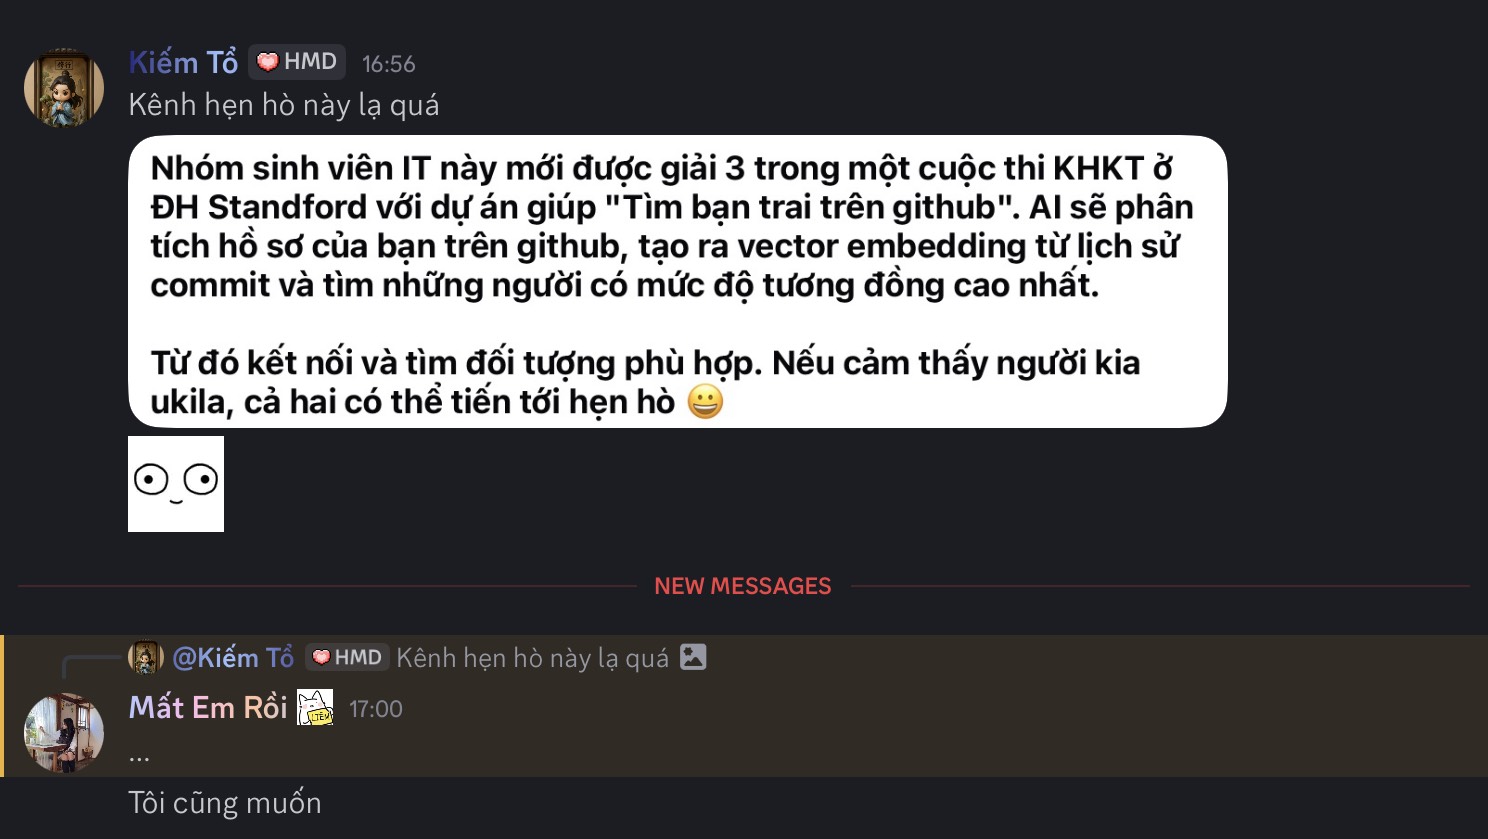 Kiếm Tổ HMD 16:56
Kênh hẹn hò này lạ quá
Nhóm sinh viên IT này mới được giải 3 trong một cuộc thi KHKT ở
ĐH Standford với dự án giúp "Tìm bạn trai trên github". AI sẽ phân
tích hồ sơ của bạn trên github, tạo ra vector embedding từ lịch sử
commit và tìm những người có mức độ tương đồng cao nhất.
Từ đó kết nối và tìm đối tượng phù hợp. Nếu cảm thấy người kia
ukila, cả hai có thể tiến tới hẹn hò 😀
NEW MESSAGES
@Kiếm Tổ HMD Kênh hẹn hò này lạ quá
Mất Em Rồi 17:00
...
Tôi cũng muốn